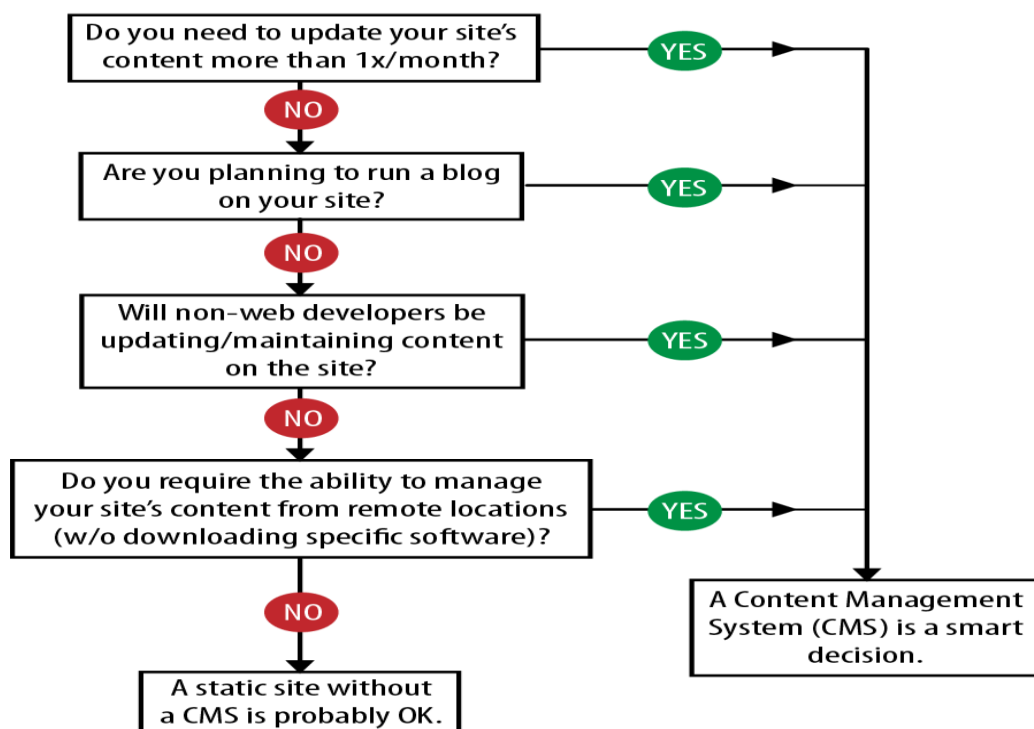 Do you need to update your site's
content more than 1x/month?
YES
NO
Are you planning to run a blog
on your site?
YES
NO
Will non-web developers be
updating/maintaining content
on the site?
YES
NO
Do you require the ability to manage
your site's content from remote locations
(w/o downloading specific software)?
YES
NO
A Content Management
System (CMS) is a smart
decision.
A static site without
a CMS is probably OK.